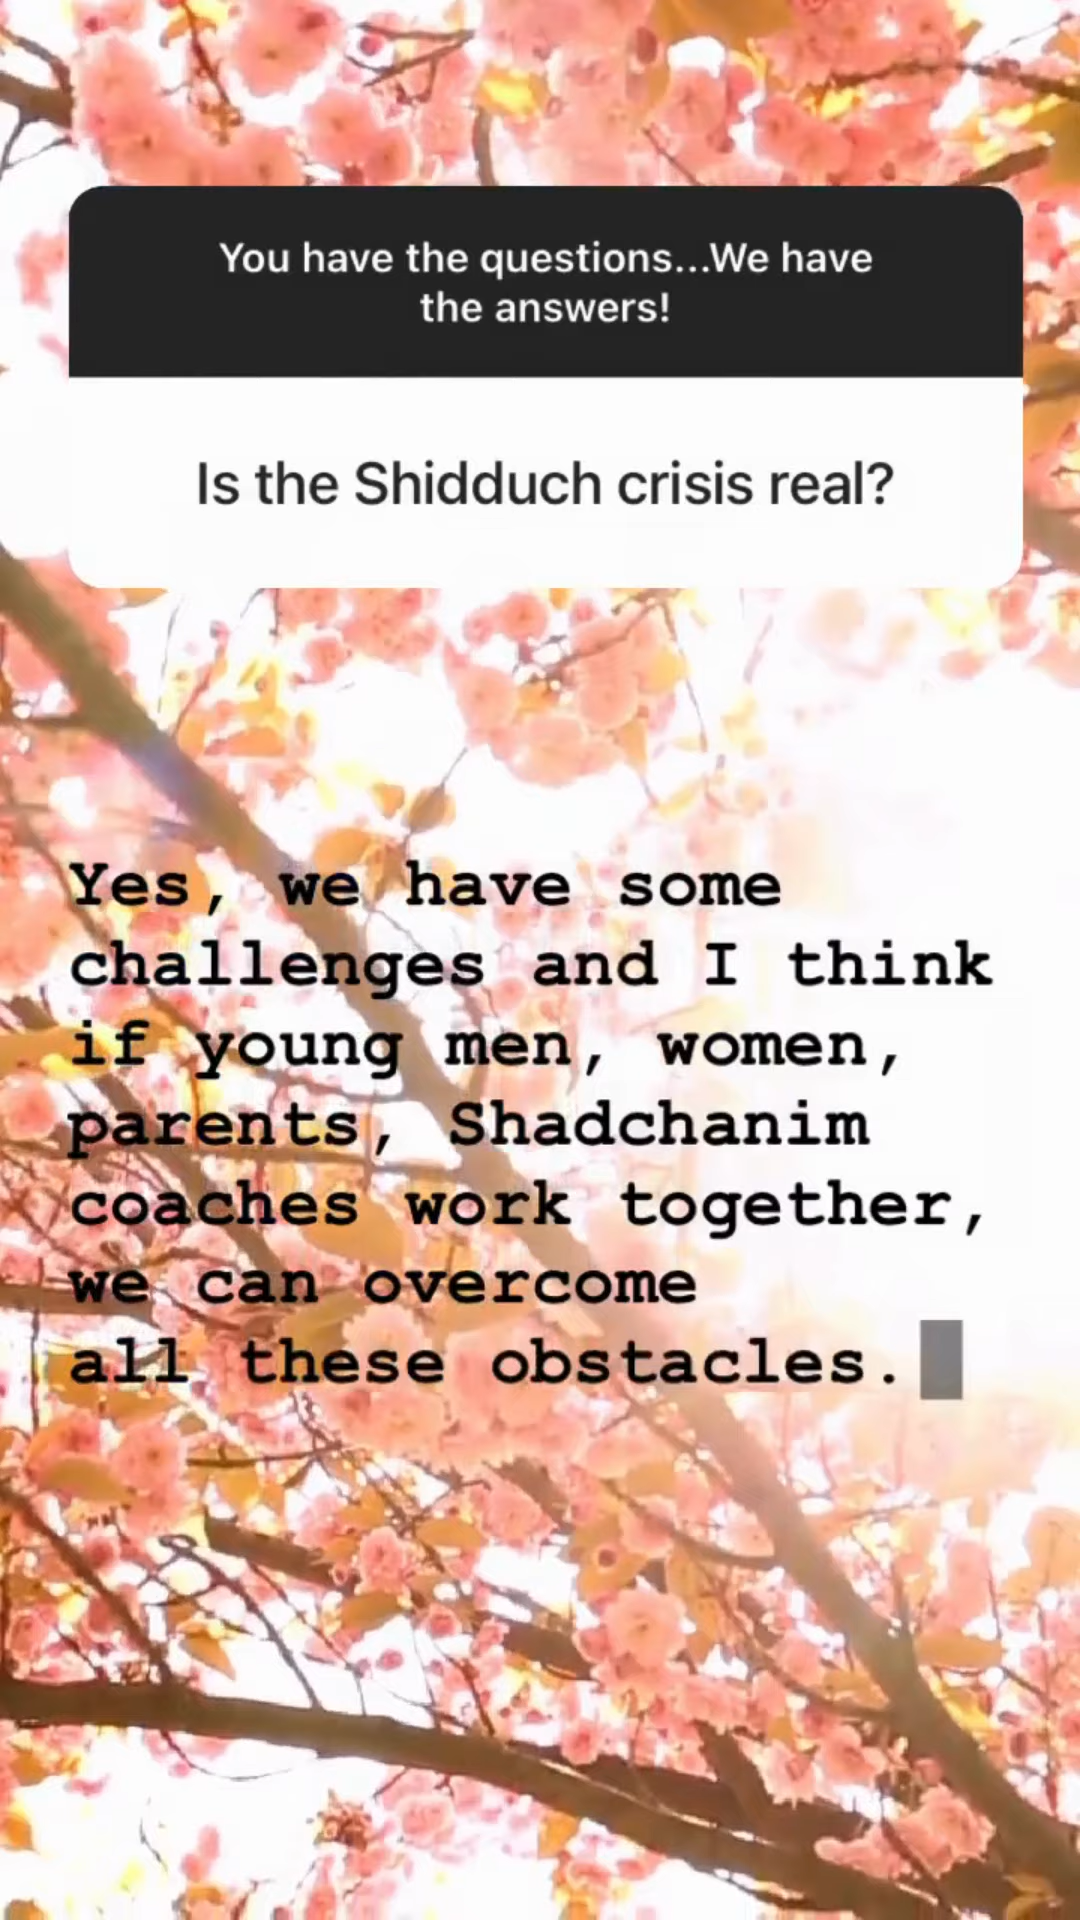 You have the questions...We have
the answers!
Is the Shidduch crisis real?
Yes, we have some
challenges and I think
if young men, women,
parents, Shadchanim
coaches work together,
we can overcome
all these obstacles.